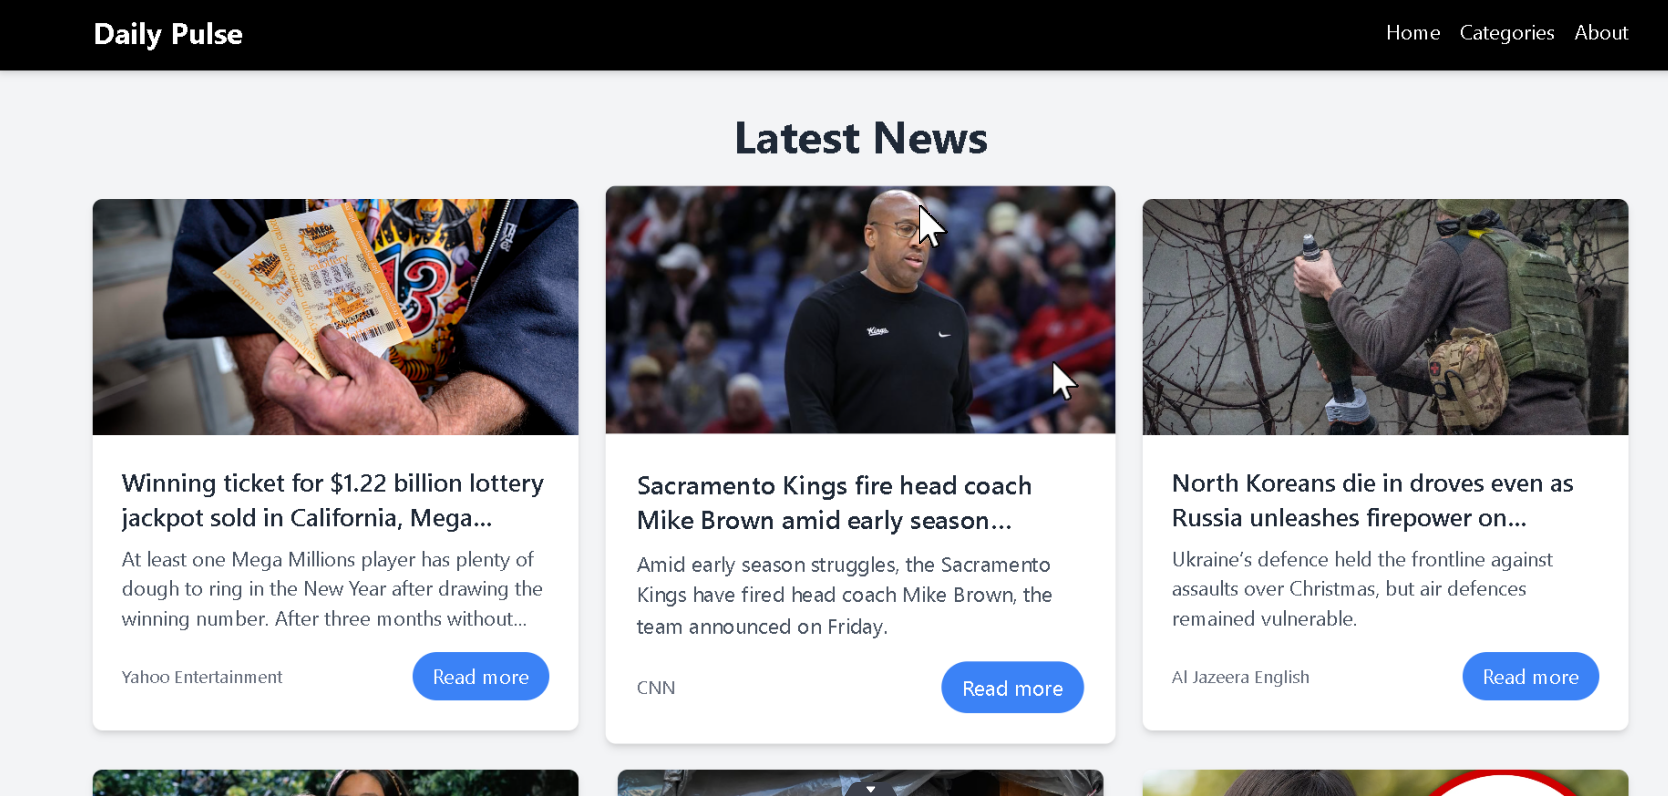 Daily Pulse
Home Categories About
Latest News
Winning ticket for $1.22 billion lottery
jackpot sold in California, Mega...
At least one Mega Millions player has plenty of
dough to ring in the New Year after drawing the
winning number. After three months without...
Yahoo Entertainment
Read more
Kings
Sacramento Kings fire head coach
Mike Brown amid early season...
Amid early season struggles, the Sacramento
Kings have fired head coach Mike Brown, the
team announced on Friday.
CNN
Read more
North Koreans die in droves even as
Russia unleashes firepower on...
Ukraine’s defence held the frontline against
assaults over Christmas, but air defences
remained vulnerable.
Al Jazeera English
Read more